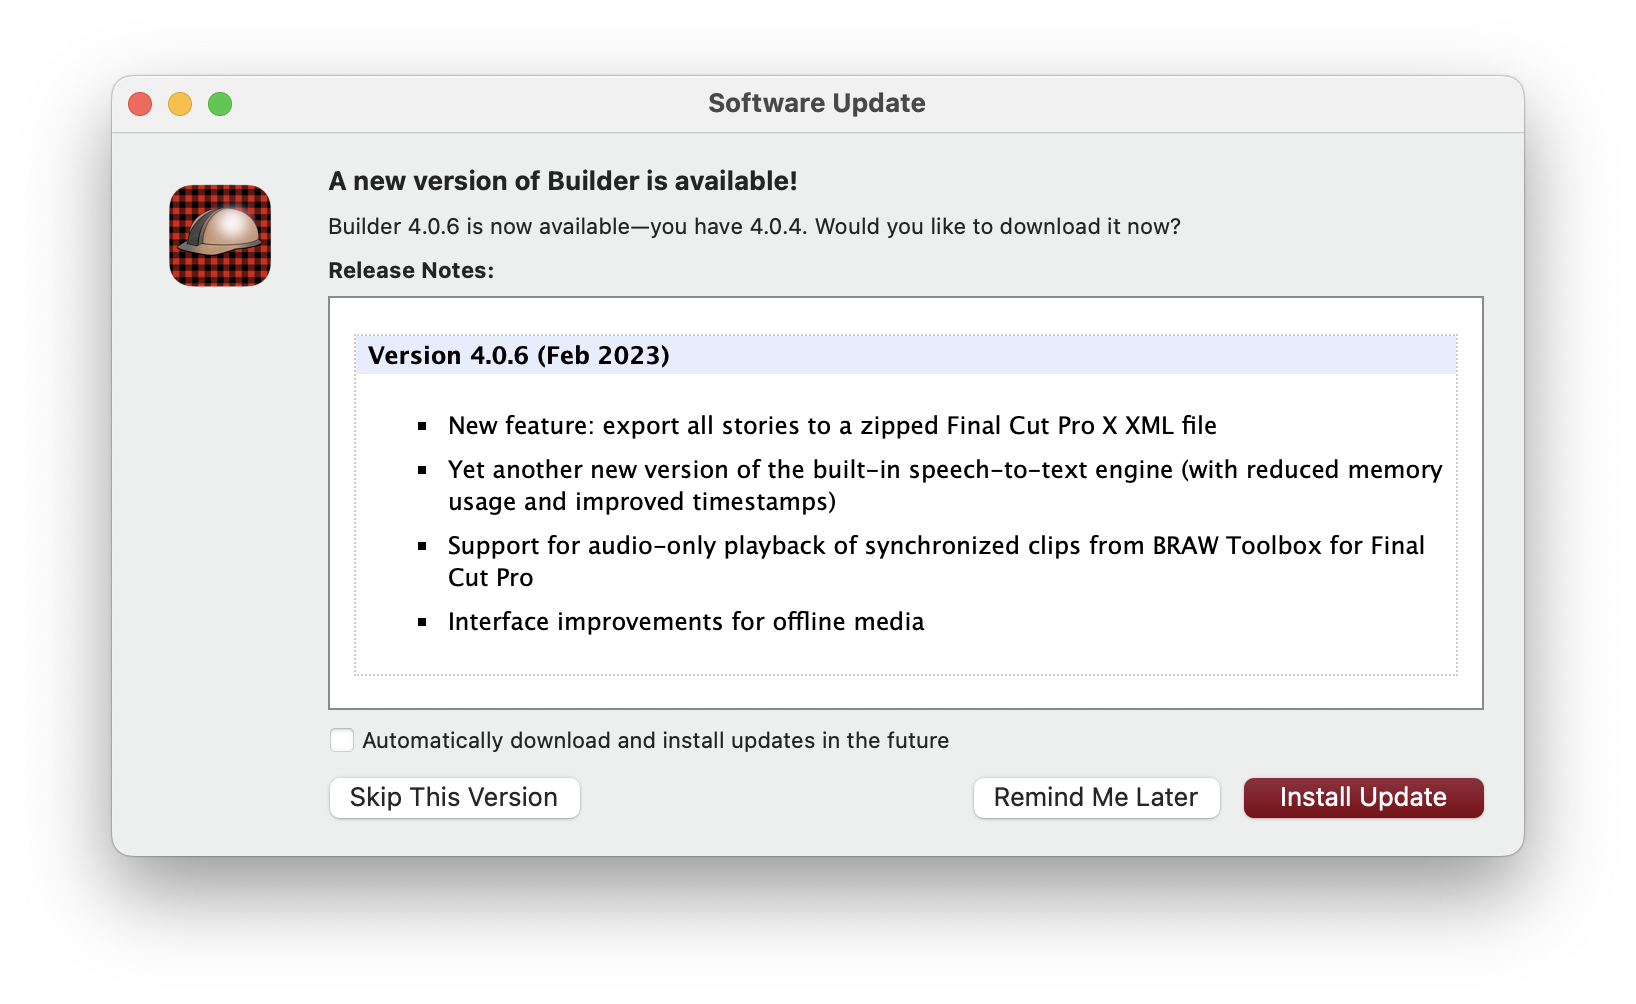 Software Update
A new version of Builder is available!
Builder 4.0.6 is now available—you have 4.0.4. Would you like to download it now?
Release Notes:
Version 4.0.6 (Feb 2023)
▪ New feature: export all stories to a zipped Final Cut Pro X XML file
▪ Yet another new version of the built-in speech-to-text engine (with reduced memory
usage and improved timestamps)
▪ Support for audio-only playback of synchronized clips from BRAW Toolbox for Final
Cut Pro
▪ Interface improvements for offline media
Automatically download and install updates in the future
Skip This Version
Remind Me Later
Install Update